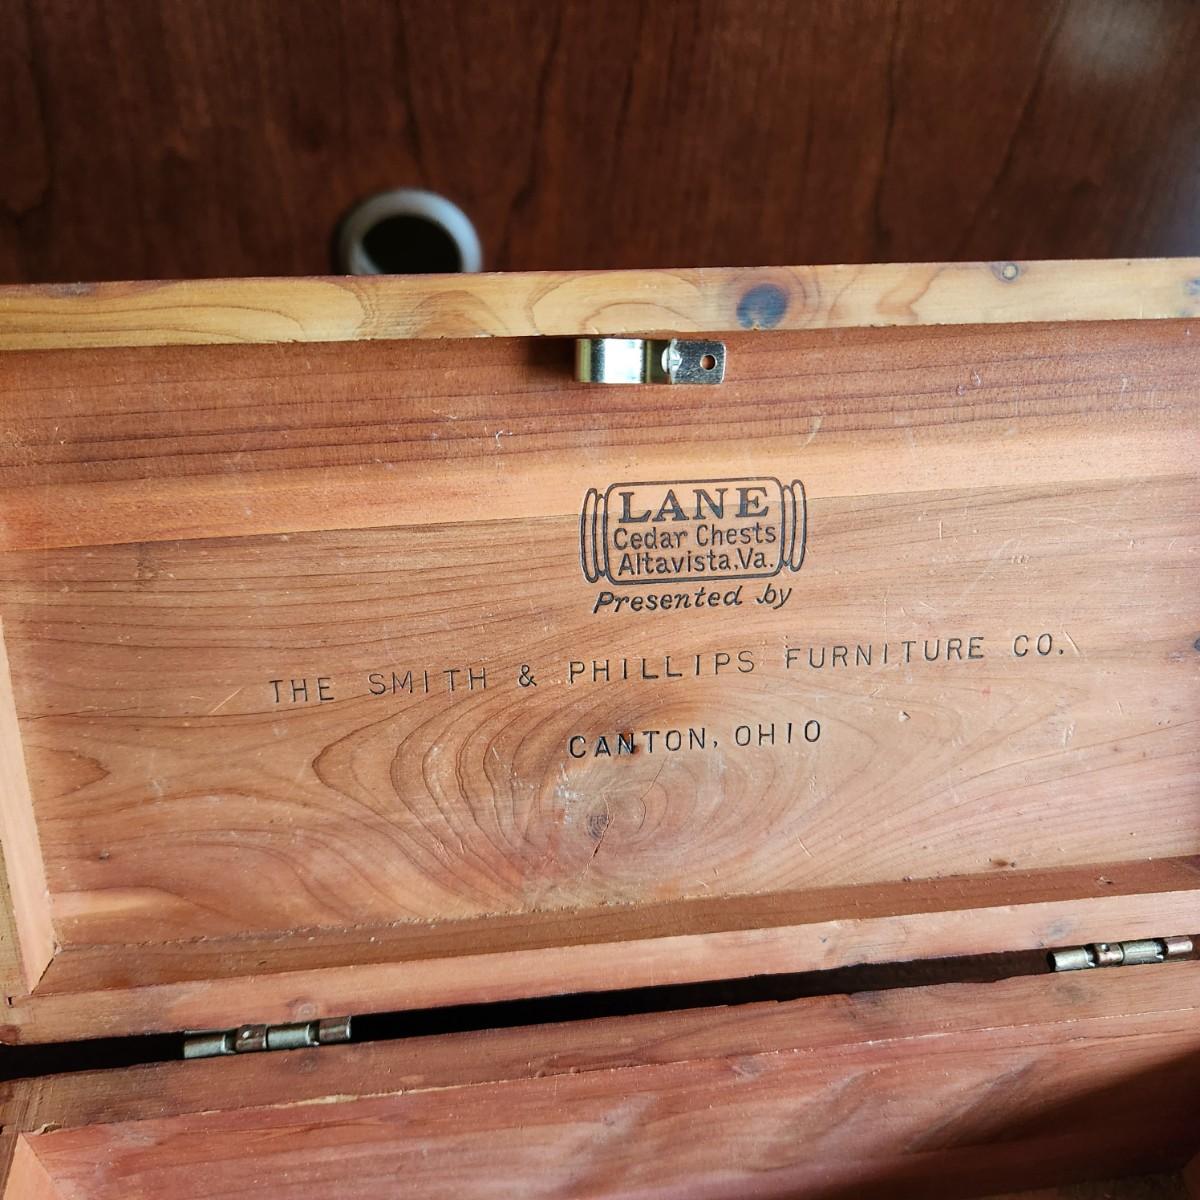 LANE
Cedar Chests
Altavista.Va.
Presented by
THE SMITH & PHILLIPS FURNITURE CO.
CANTON, OHIO